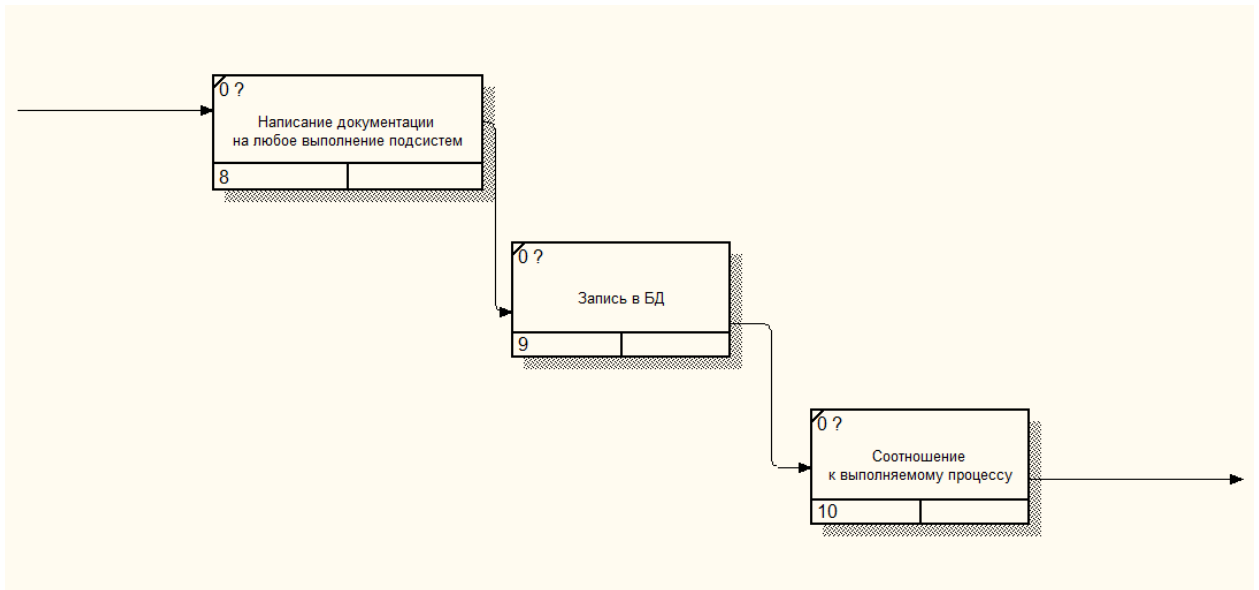 0 ?
Написание документации
на любое выполнение подсистем
8
0 ?
Запись в БД
9
0 ?
Соотношение
к выполняемому процессу
10